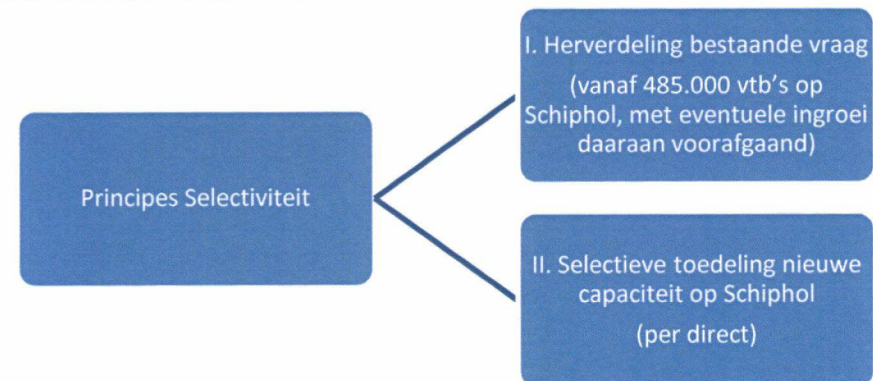 Principes Selectiviteit
I. Herverdeling bestaande vraag
(vanaf 485.000 vtb's op
Schiphol, met eventuele ingroei
daaraan voorafgaand)
II. Selectieve toedeling nieuwe
capaciteit op Schiphol
(per direct)